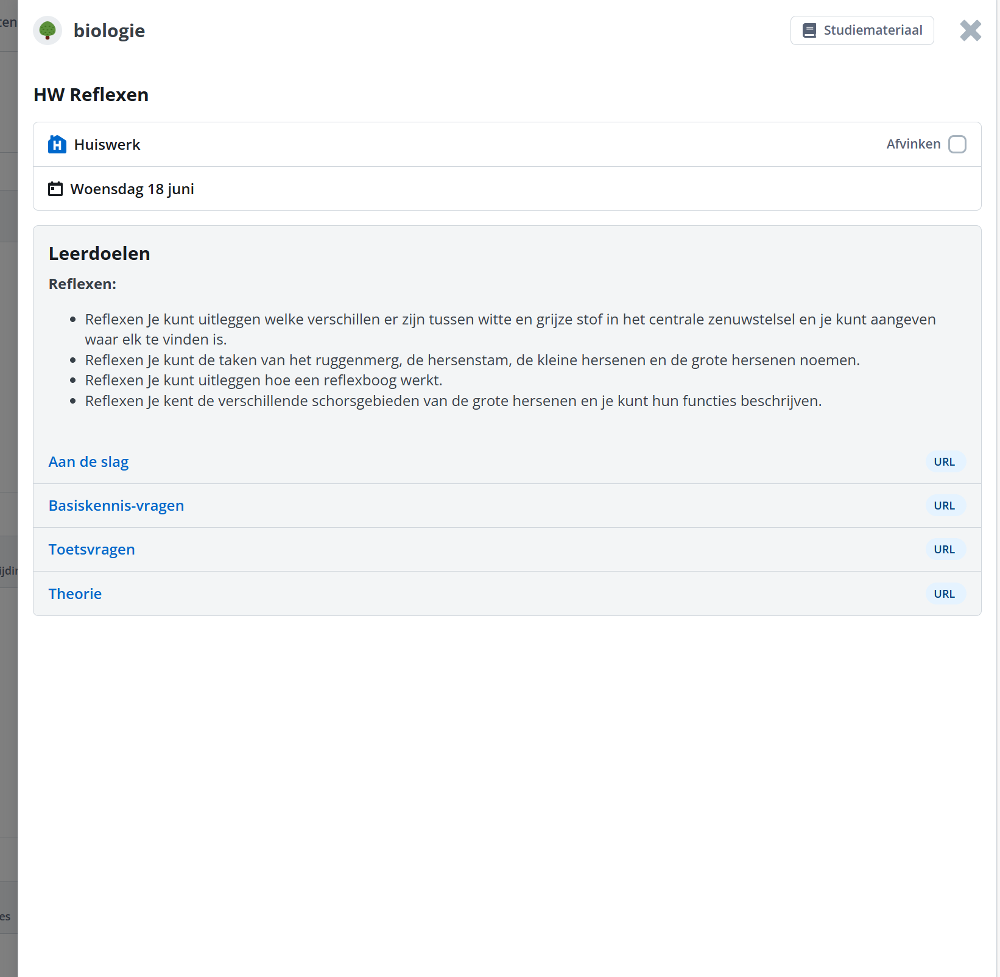 biologie
Studiemateriaal
HW Reflexen
H Huiswerk
Afvinken
Woensdag 18 juni
Leerdoelen
Reflexen:
• Reflexen Je kunt uitleggen welke verschillen er zijn tussen witte en grijze stof in het centrale zenuwstelsel en je kunt aangeven
waar elk te vinden is.
• Reflexen Je kunt de taken van het ruggenmerg, de hersenstam, de kleine hersenen en de grote hersenen noemen.
• Reflexen Je kunt uitleggen hoe een reflexboog werkt.
• Reflexen Je kent de verschillende schorsgebieden van de grote hersenen en je kunt hun functies beschrijven.
Aan de slag
URL
Basiskennis-vragen
URL
Toetsvragen
URL
Theorie
URL
es